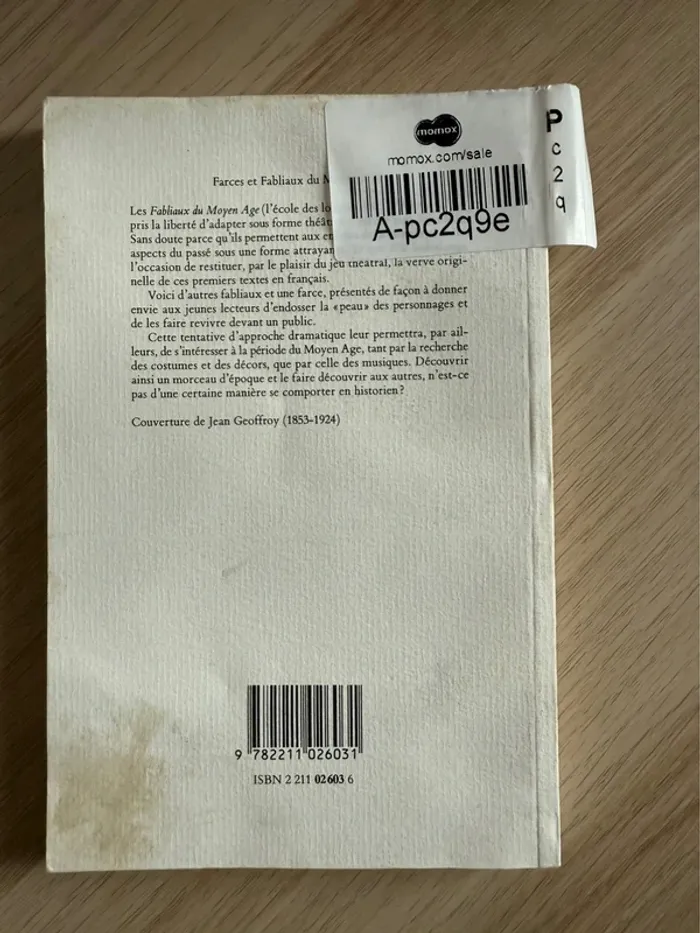 momox
momox.com/sale
A-pc2q9e
P
c
2
q
Farces et Fabliaux du
Les Fabliaux du Moyen Age (l'école des
pris la liberté d'adapter sous forme
Sans doute parce qu'ils permettent aux
aspects du passé sous une forme
l'occasion de restituer, par le plaisir du jeu théâtral, la verve origi-
nelle de ces premiers textes en français.
Voici d'autres fabliaux et une farce, présentés de façon à donner
envie aux jeunes lecteurs d'endosser la «peau» des personnages et
de les faire revivre devant un public.
Cette tentative d'approche dramatique leur permettra, par ail-
leurs, de s'intéresser à la période du Moyen Age, tant par la recherche
des costumes et des décors, que par celle des musiques. Découvrir
ainsi un morceau d'époque et le faire découvrir aux autres, n'est-ce
pas d'une certaine manière se comporter en historien?
Couverture de Jean Geoffroy (1853-1924)
9 782211 026031
ISBN 2 211 02603 6